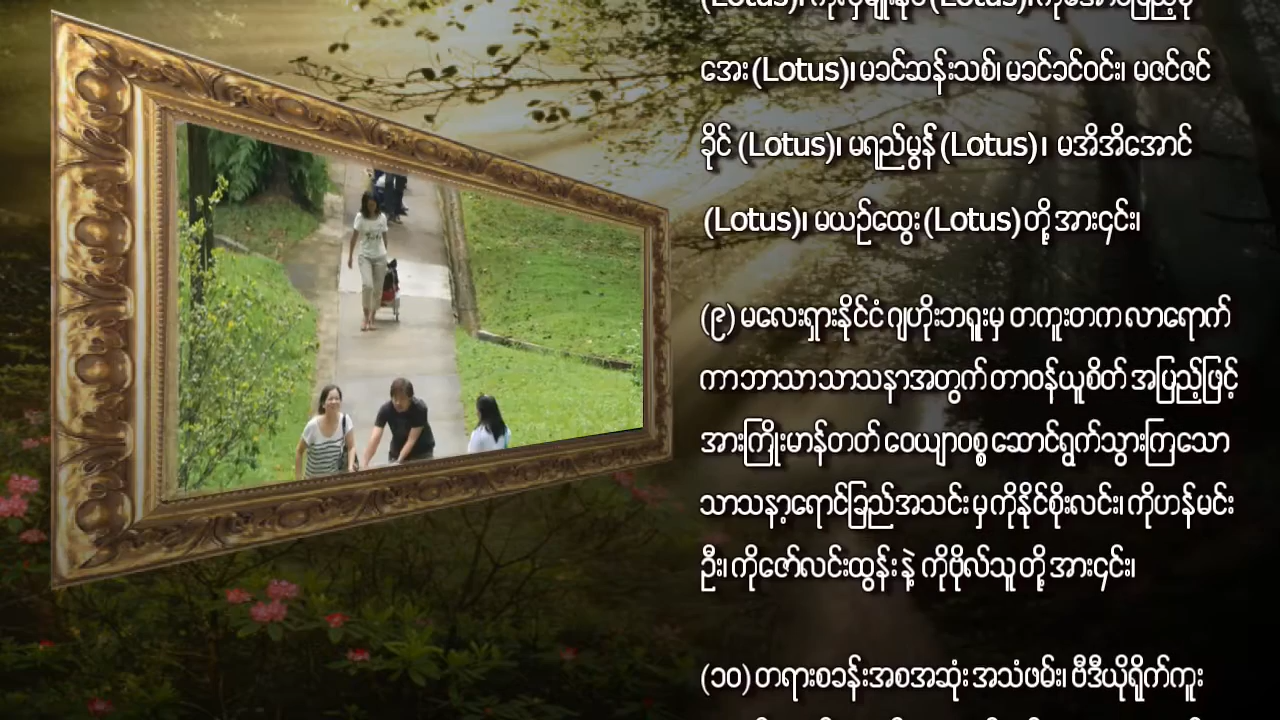 အေး (Lotus)၊ မခင်ဆန်းသစ်၊ မခင်ခင်ဝင်း၊ မဇင်ဇင်
ခိုင် (Lotus)၊ မရည်မွန် (Lotus)၊ မအိအိအောင်
(Lotus)၊ မယဉ်ထွေး (Lotus) တို့ အား၎င်း၊
(၉) မလေးရှားနိုင်ငံ ဂျဟိုးဘရူးမှ တကူးတက လာရောက်
ကာ ဘာသာ သာသနာအတွက် တာဝန်ယူစိတ် အပြည့်ဖြင့်
အားကြိုးမာန်တတ် ဝေယျာဝစ္စ ဆောင်ရွက်သွားကြသော
သာသနာ့ရောင်ခြည်အသင်း မှ ကိုနိုင်စိုးလင်း၊ ကိုဟန်မင်း
ဦး၊ ကိုဇော်လင်းထွန်း နဲ့ ကိုဗိုလ်သူ တို့ အား၎င်း၊
(၁၀) တရားစခန်းအစအဆုံး အသံဖမ်း၊ ဗီဒီယိုရိုက်ကူး